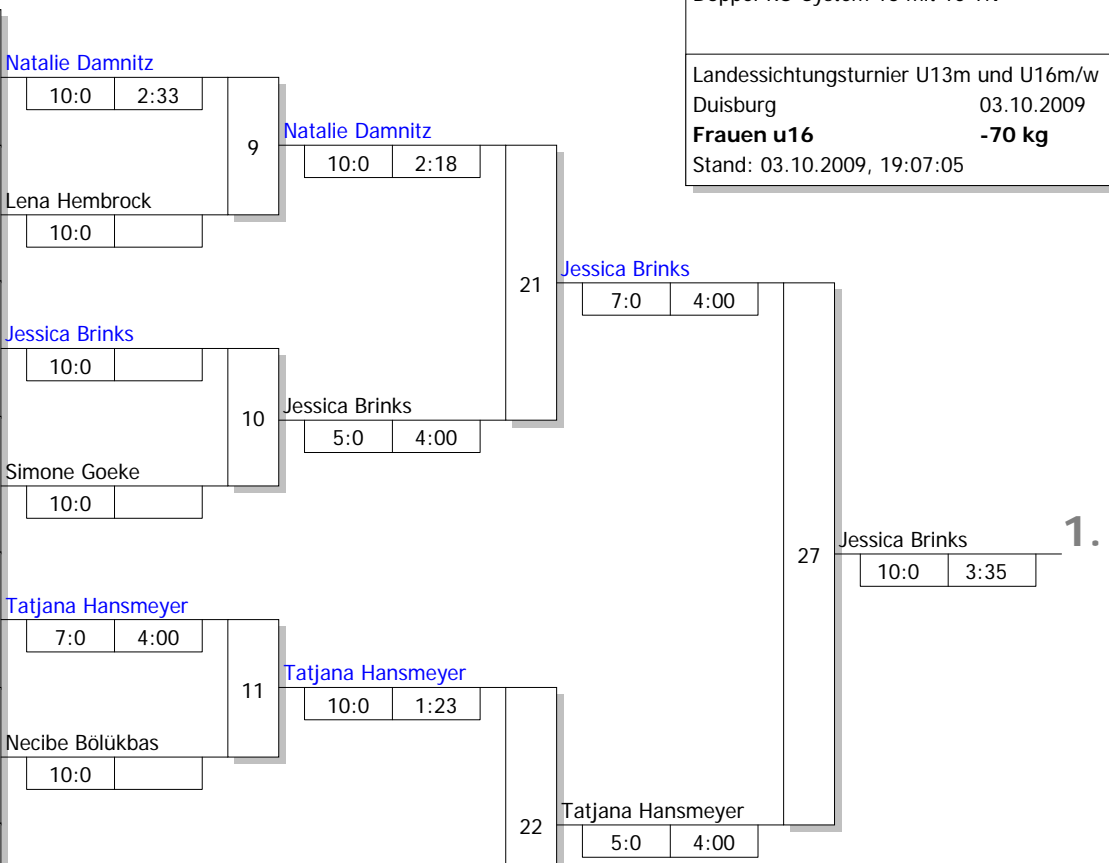 Natalie Damnitz
10:0 2:33
9
Lena Hembrock
10:0
Natalie Damnitz
10:0 2:18
Jessica Brinks
10:0
10
Simone Goeke
10:0
Jessica Brinks
5:0 4:00
21
Jessica Brinks
7:0 4:00
Tatjana Hansmeyer
7:0 4:00
11
Necibe Bölükbas
10:0
Tatjana Hansmeyer
10:0 1:23
22
Tatjana Hansmeyer
5:0 4:00
27
Jessica Brinks
10:0 3:35
1.
Landessichtungsturnier U13m und U16m/w
Duisburg 03.10.2009
Frauen u16 -70 kg
Stand: 03.10.2009, 19:07:05